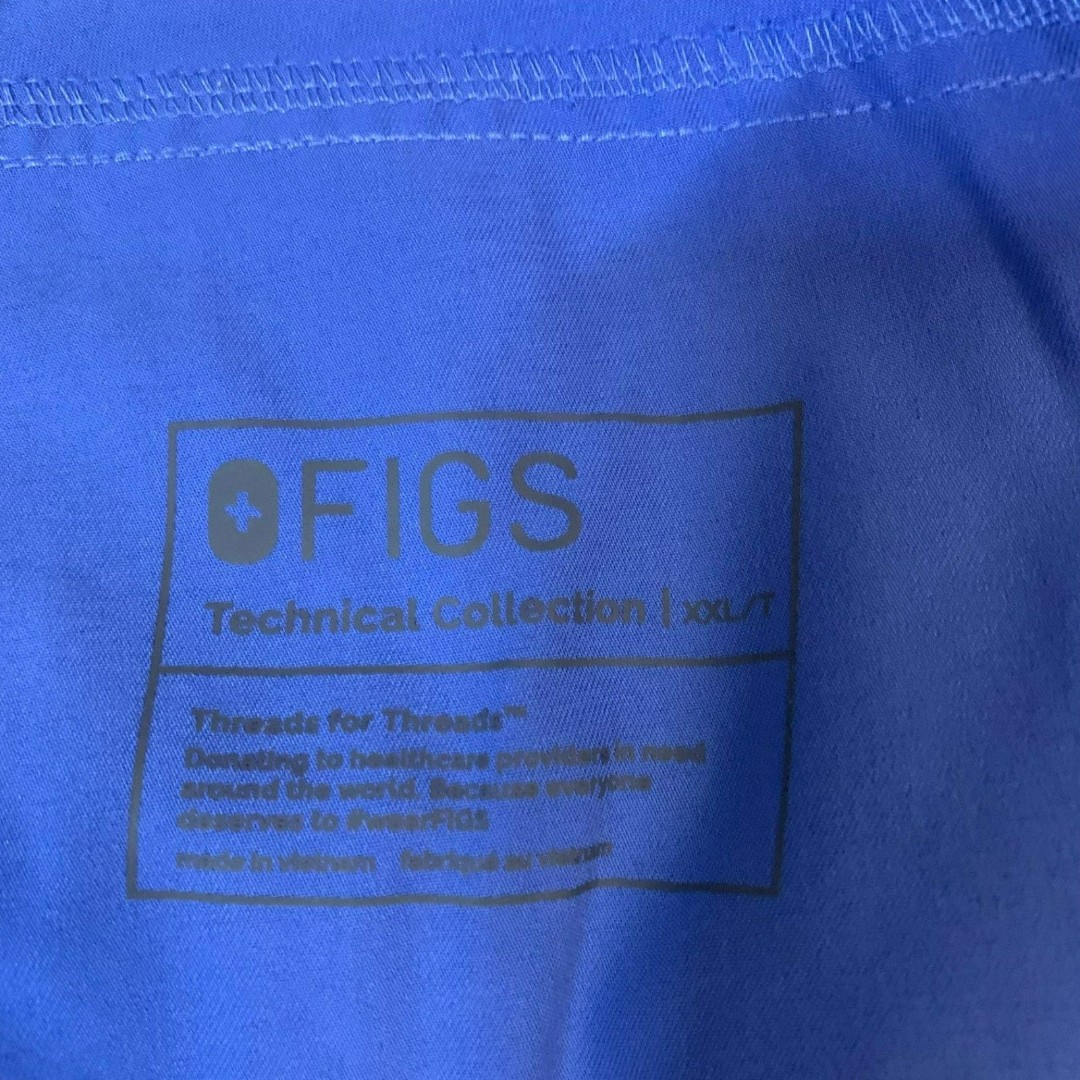 FIGS
Technical Collection | XXL/T
Threads for Threads™
Donating to healthcare providers in need
around the world. Because everyone
deserves to #wearFIGS
made in vietnam fabriqué au vietnam